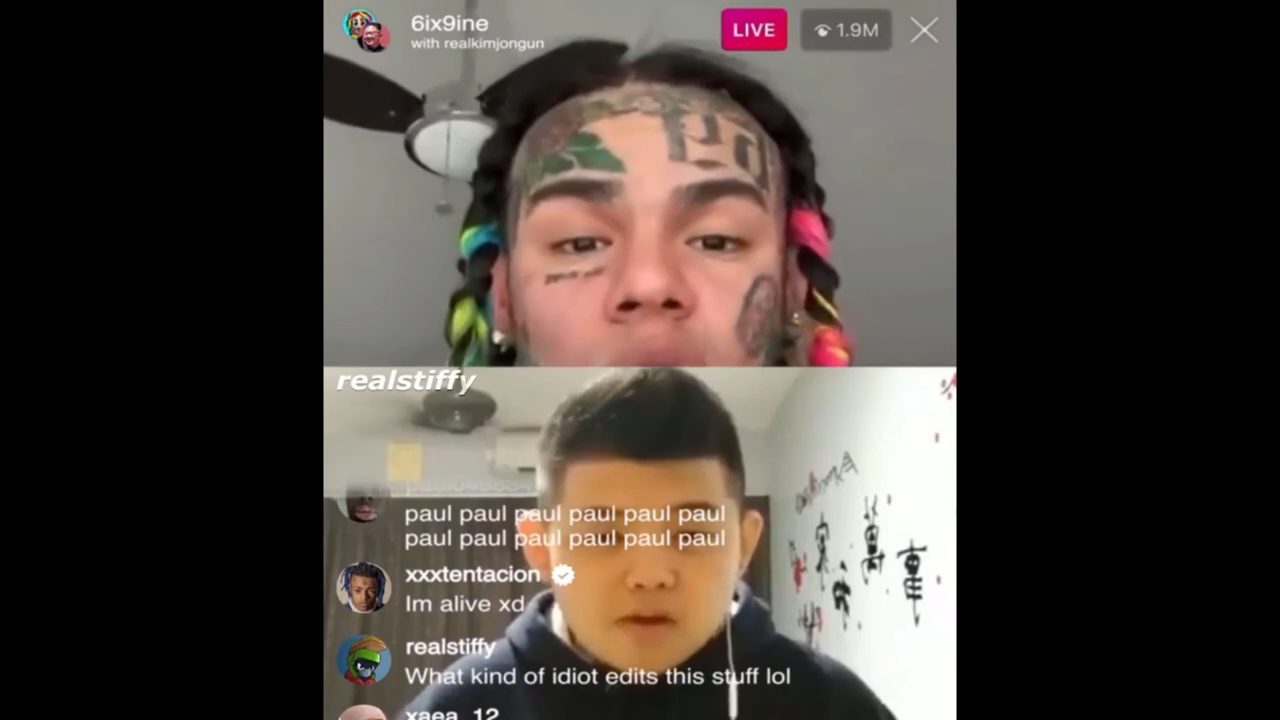 6ix9ine
with realkimjongun
LIVE
1.9M
69
realstiffy
paul paul paul paul paul paul
paul paul paul paul paul paul
xxxtentacion
Im alive xd
realstiffy
What kind of idiot edits this stuff lol
xaea_12